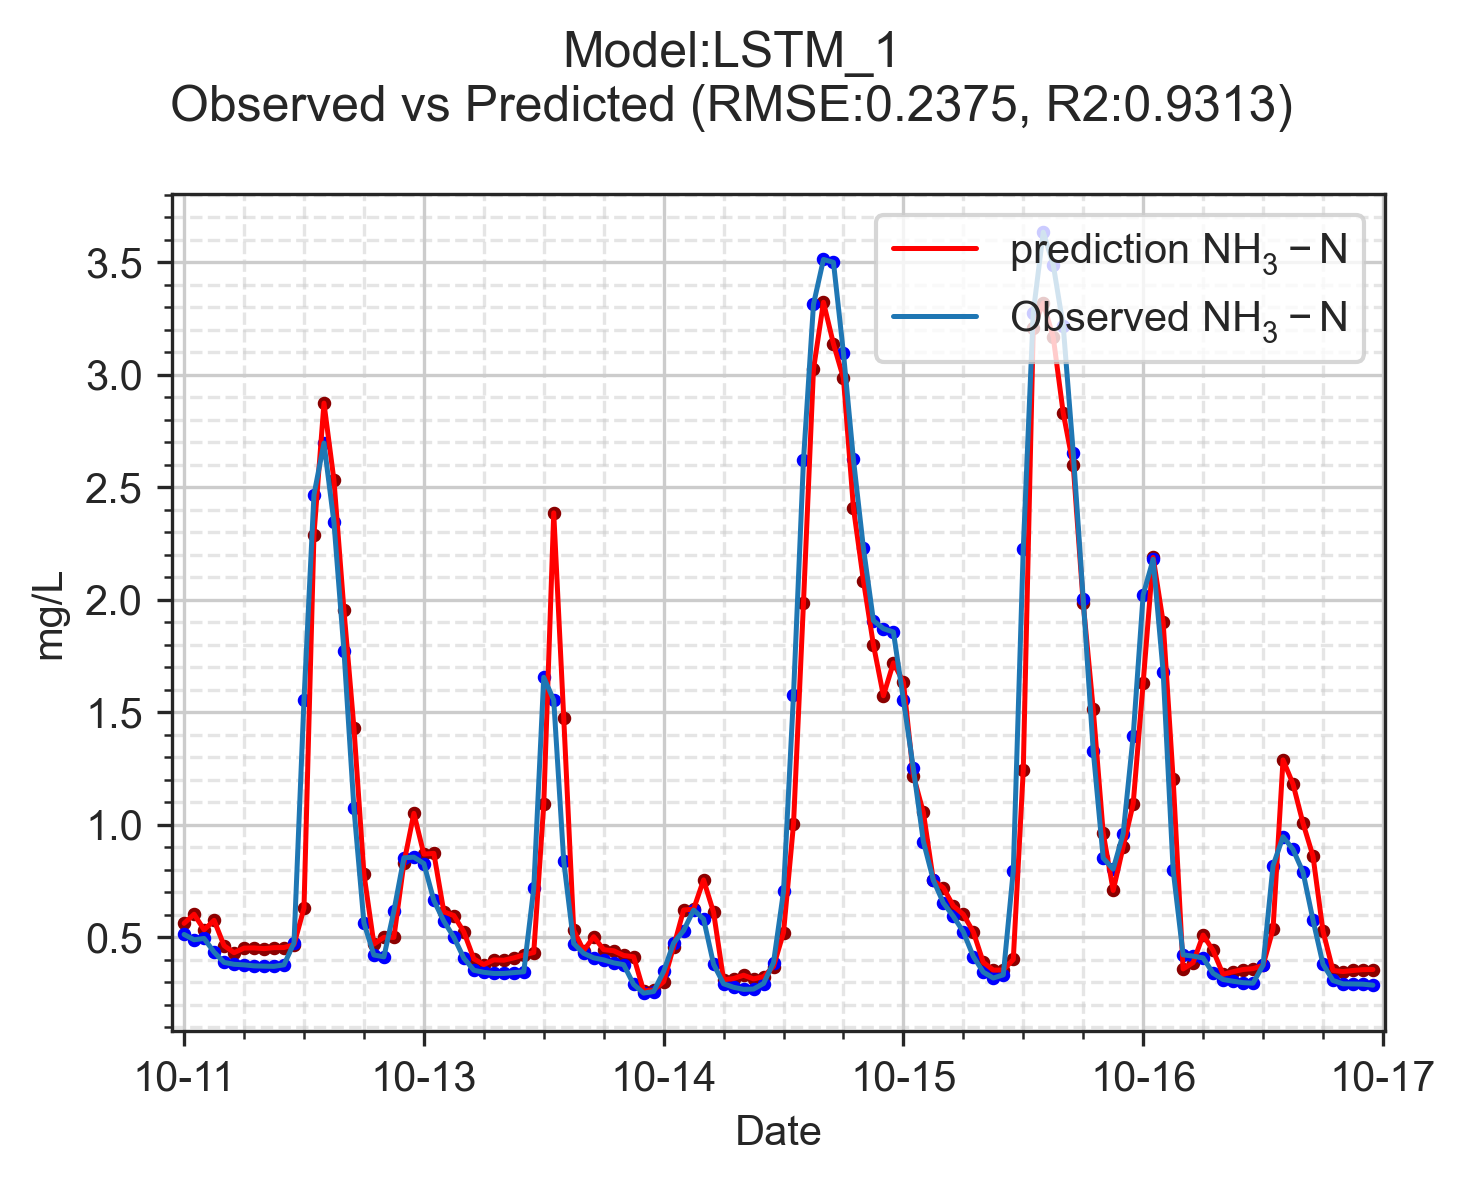 Model:LSTM_1
Observed vs Predicted (RMSE:0.2375, R2:0.9313)
prediction NH₃ − N
Observed NH₃ − N
3.5
3.0
2.5
2.0
1.5
1.0
0.5
mg/L
10-11 10-13 10-14 10-15 10-16 10-17
Date